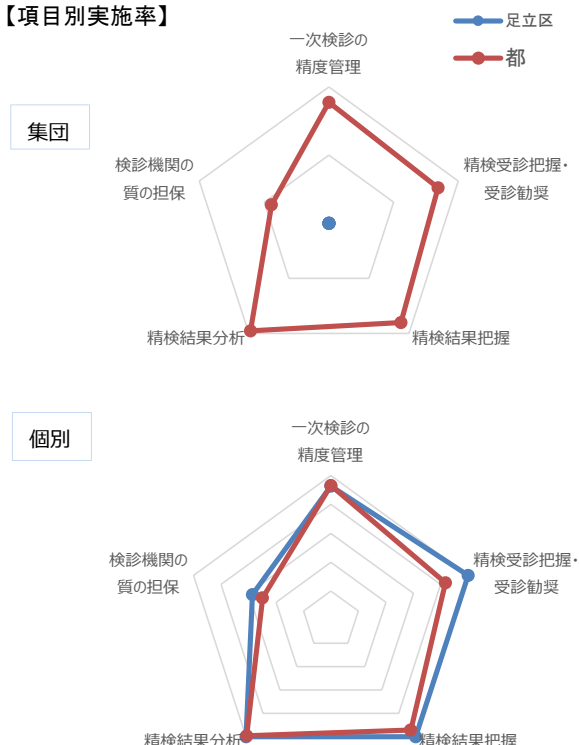 【項目別実施率】
足立区
都
集団
一次検診の
精度管理
精検受診把握・
受診勧奨
精検結果把握
精検結果分析
検診機関の
質の担保
個別
一次検診の
精度管理
精検受診把握・
受診勧奨
精検結果把握
精検結果分析
検診機関の
質の担保